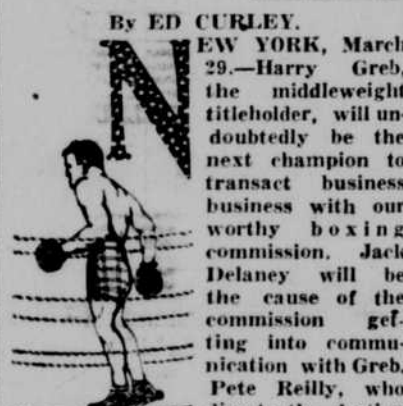 By ED CURLEY.
NEW YORK, March
29.—Harry Greb,
the middleweight
titleholder, will un-
doubtedly be the
next champion to
transact business
business with our
worthy boxing
commission. Jack
Delaney will be
the cause of the
commission get-
ting into commu-
nication with Greb.
Pete Reilly, who